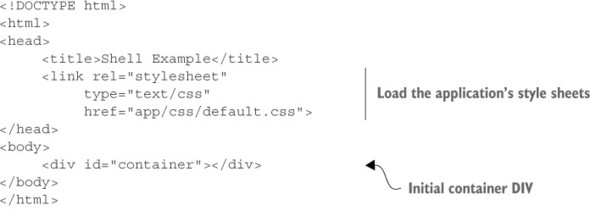 <!DOCTYPE html>
<html>
<head>
<title>Shell Example</title>
<link rel="stylesheet"
type="text/css"
href="app/css/default.css">
Load the application's style sheets
</head>
<body>
<div id="container"></div>
</body>
Initial container DIV
</html>